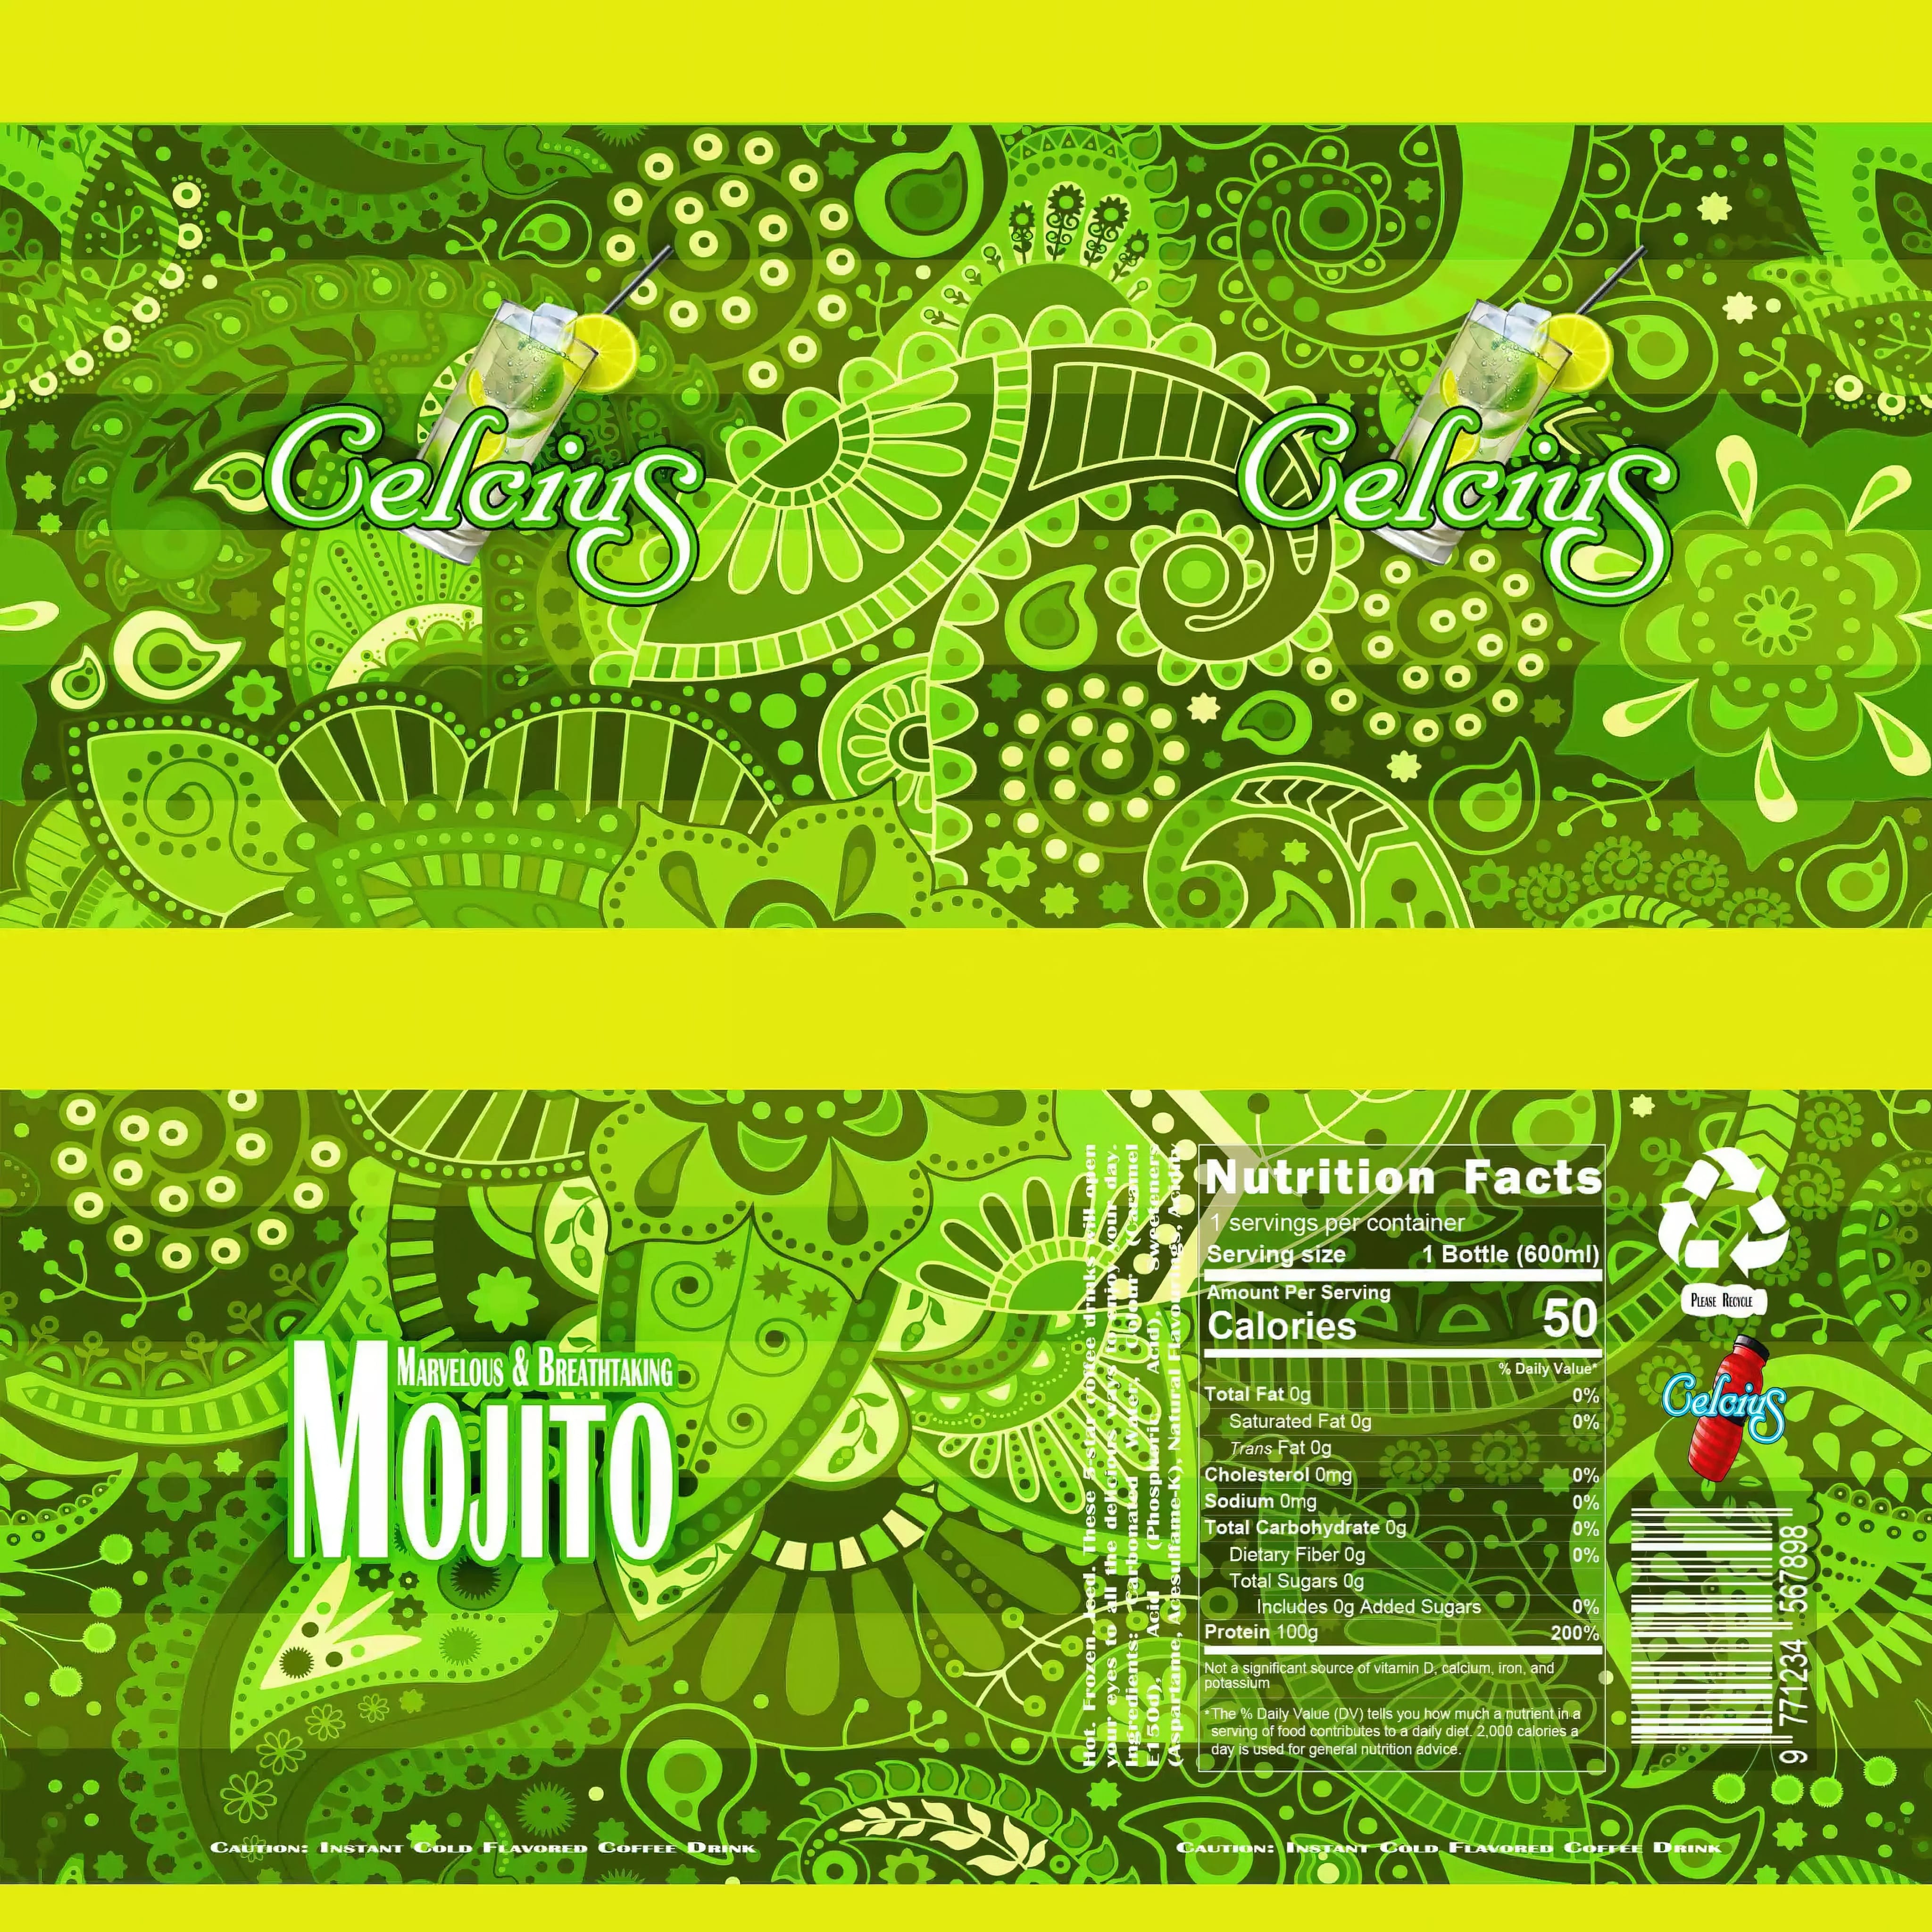 Celcius
Celcius
Marvelous & Breathtaking
Mojito
Caution: Instant Cold Flavored Coffee Drink
Hot. Frozen. Iced. These 5-star coffee drinks will open
your eyes to all the delicious ways to enjoy your day.
Ingredients: Carbonated Water, Colour (Caramel
E150d), Acid (Phosphoric Acid), Sweeteners
(Aspartame, Acesulfame-K), Natural Flavourings, Acidity
Nutrition Facts
1 servings per container
Serving size 1 Bottle (600ml)
Amount Per Serving
Calories 50
% Daily Value*
Total Fat 0g 0%
Saturated Fat 0g 0%
Trans Fat 0g
Cholesterol 0mg 0%
Sodium 0mg 0%
Total Carbohydrate 0g 0%
Dietary Fiber 0g 0%
Total Sugars 0g
Includes 0g Added Sugars 0%
Protein 100g 200%
Not a significant source of vitamin D, calcium, iron, and
potassium
*The % Daily Value (DV) tells you how much a nutrient in a
serving of food contributes to a daily diet. 2,000 calories a
day is used for general nutrition advice.
Please Recycle
Celcius
9 771234 567898
Caution: Instant Cold Flavored Coffee Drink